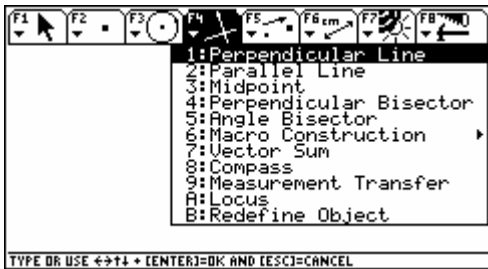 F1 F2 F3 F4 F5 F6 cm F7 F8
1:Perpendicular Line
2:Parallel Line
3:Midpoint
4:Perpendicular Bisector
5:Angle Bisector
6:Macro Construction ▸
7:Vector Sum
8:Compass
9:Measurement Transfer
A:Locus
B:Redefine Object
TYPE OR USE ←→↑↓ + [ENTER]=OK AND [ESC]=CANCEL